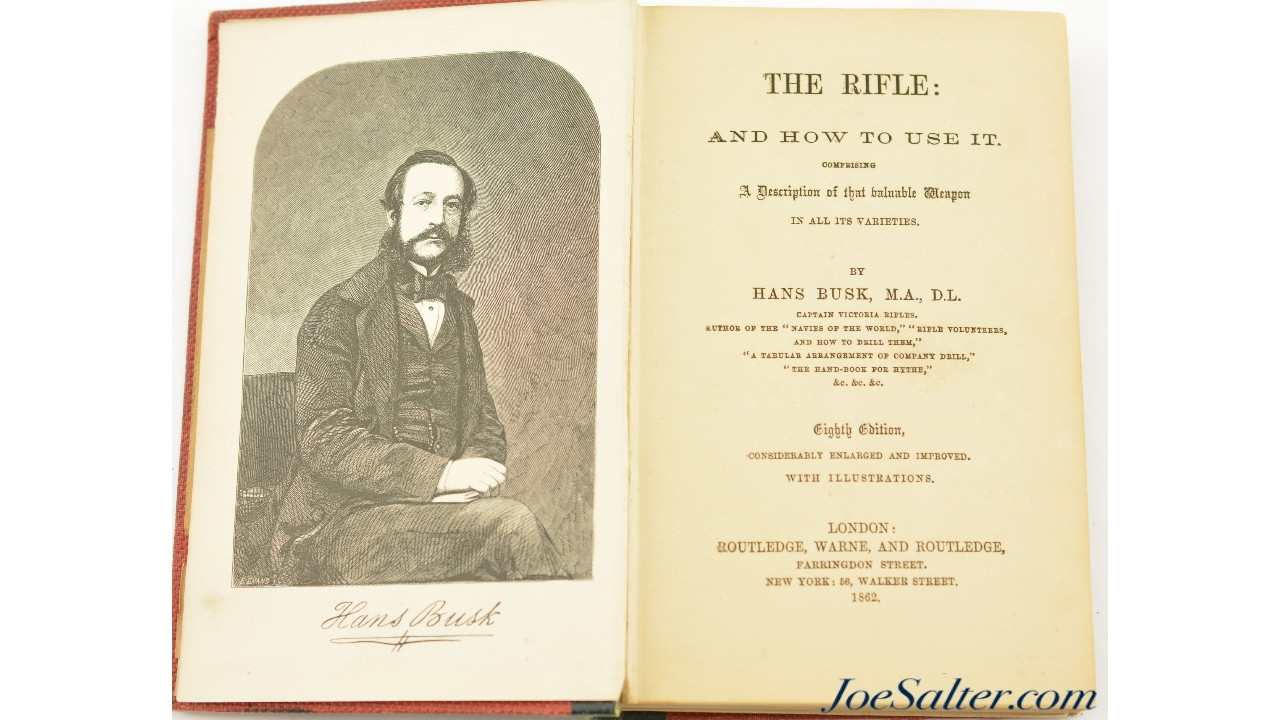 E. EVANS Sc
Hans Busk
THE RIFLE:
AND HOW TO USE IT.
COMPRISING
A Description of that valuable Weapon
IN ALL ITS VARIETIES.
BY
HANS BUSK, M.A., D.L.
CAPTAIN VICTORIA RIFLES.
AUTHOR OF THE "NAVIES OF THE WORLD," "RIFLE VOLUNTEERS,
AND HOW TO DRILL THEM,"
"A TABULAR ARRANGEMENT OF COMPANY DRILL,"
"THE HAND-BOOK FOR HYTHE,"
&c. &c. &c.
Eighth Edition,
CONSIDERABLY ENLARGED AND IMPROVED.
WITH ILLUSTRATIONS.
LONDON:
ROUTLEDGE, WARNE, AND ROUTLEDGE,
FARRINGDON STREET.
NEW YORK: 56, WALKER STREET.
1862.
JoeSalter.com